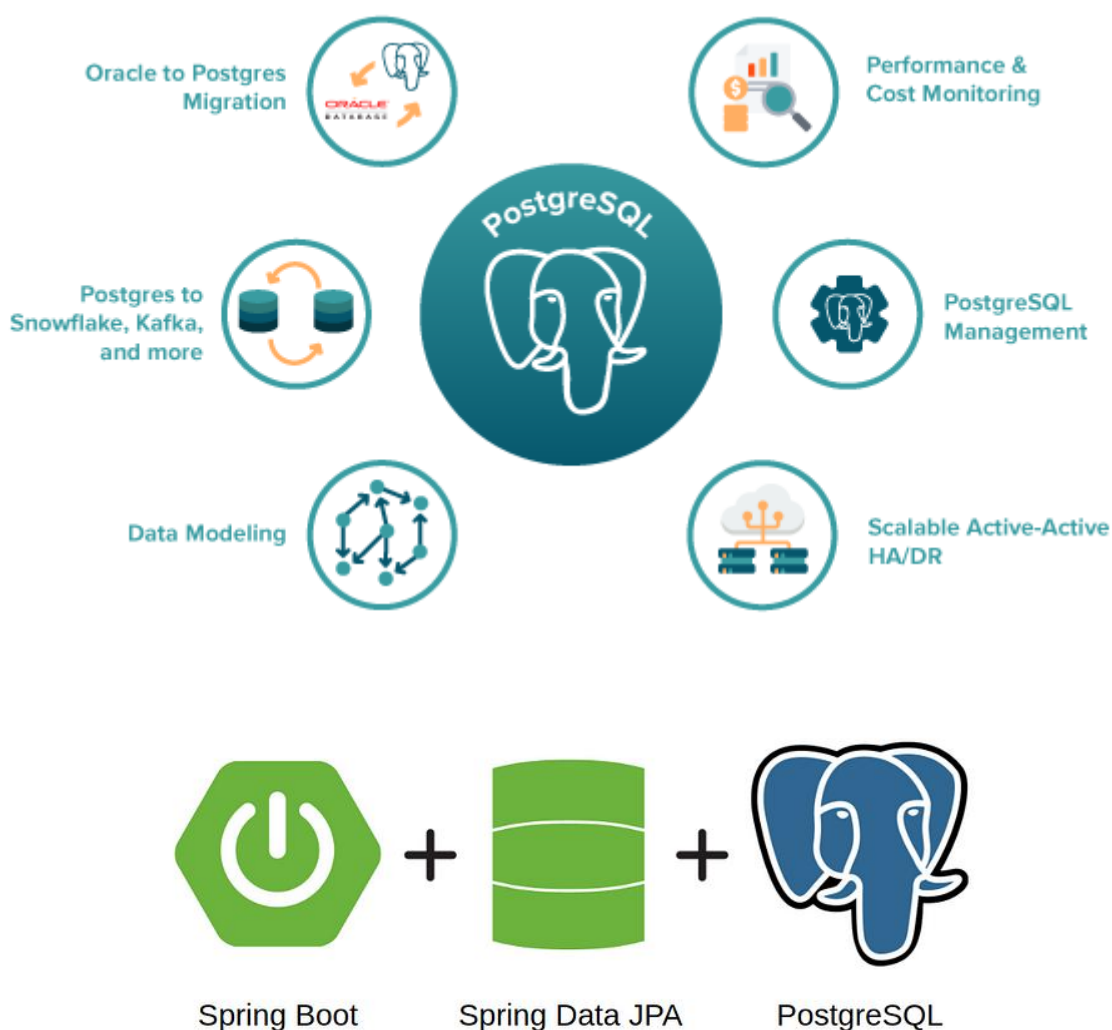 Oracle to Postgres
Migration
ORACLE
DATABASE
Performance &
Cost Monitoring
$
PostgreSQL
Postgres to
Snowflake, Kafka,
and more
PostgreSQL
Management
Data Modeling
Scalable Active-Active
HA/DR
+
+
Spring Boot
Spring Data JPA
PostgreSQL